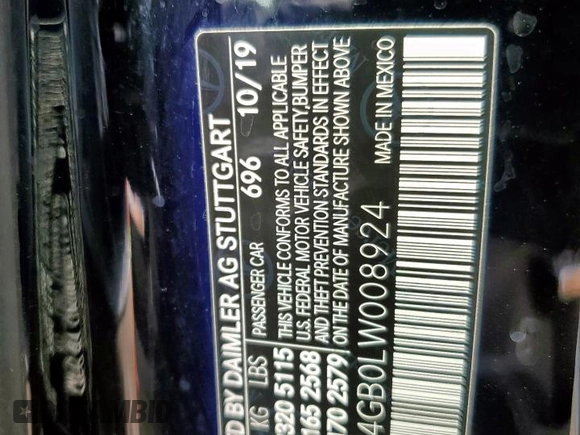 D BY DAIMLER AG STUTTGART
696 10/19
KG LBS PASSENGER CAR
320 5115 THIS VEHICLE CONFORMS TO ALL APPLICABLE
165 2568 U.S. FEDERAL MOTOR VEHICLE SAFETY,BUMPER
170 2579 AND THEFT PREVENTION STANDARDS IN EFFECT
ON THE DATE OF MANUFACTURE SHOWN ABOVE
MADE IN MEXICO
4GB0LW008924